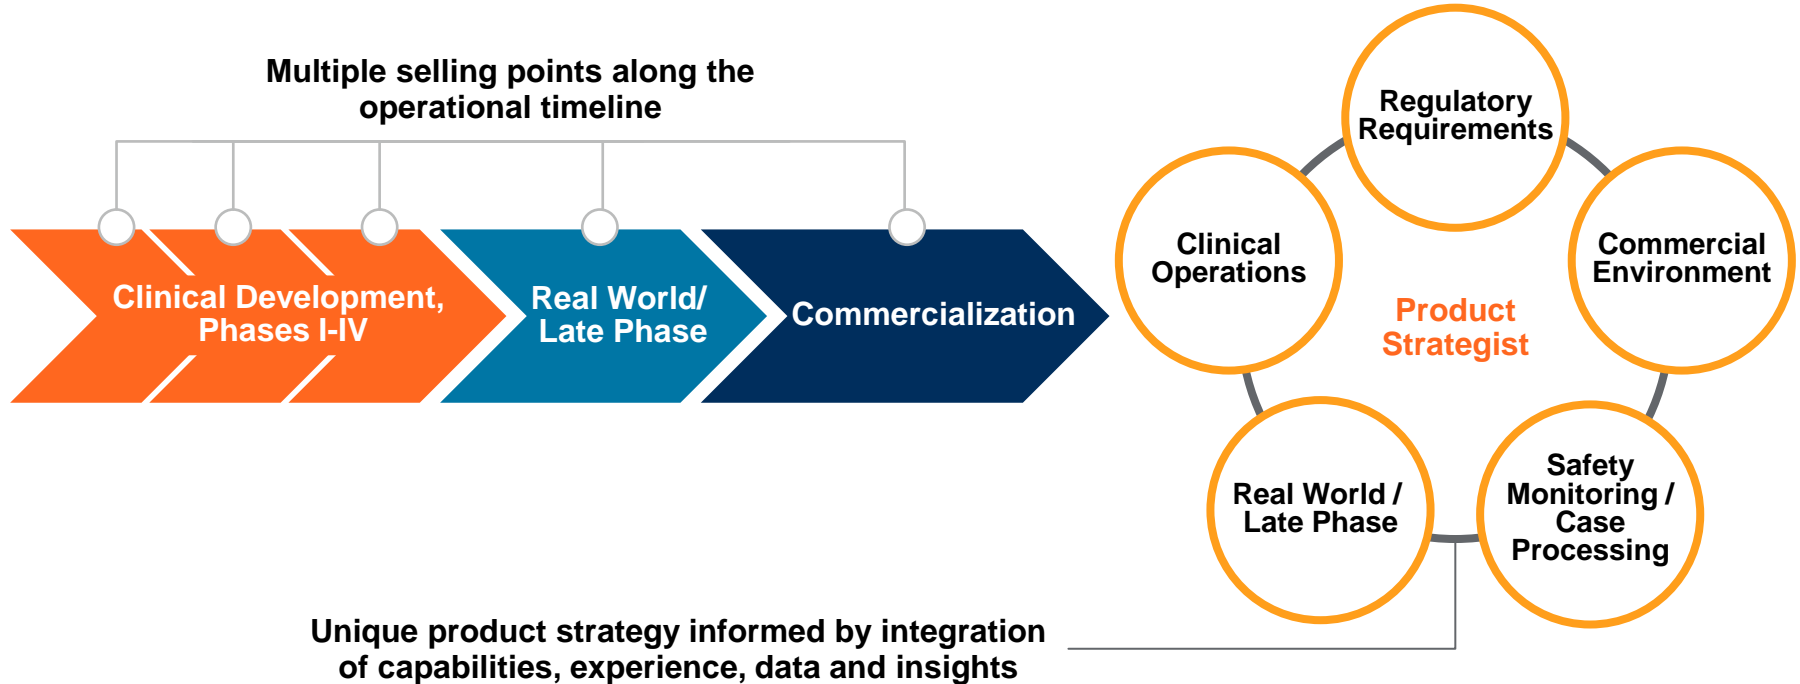 Multiple selling points along the
operational timeline
Clinical Development,
Phases I-IV
Real World/
Late Phase
Commercialization
Regulatory
Requirements
Clinical
Operations
Commercial
Environment
Product
Strategist
Real World /
Late Phase
Safety
Monitoring /
Case
Processing
Unique product strategy informed by integration
of capabilities, experience, data and insights